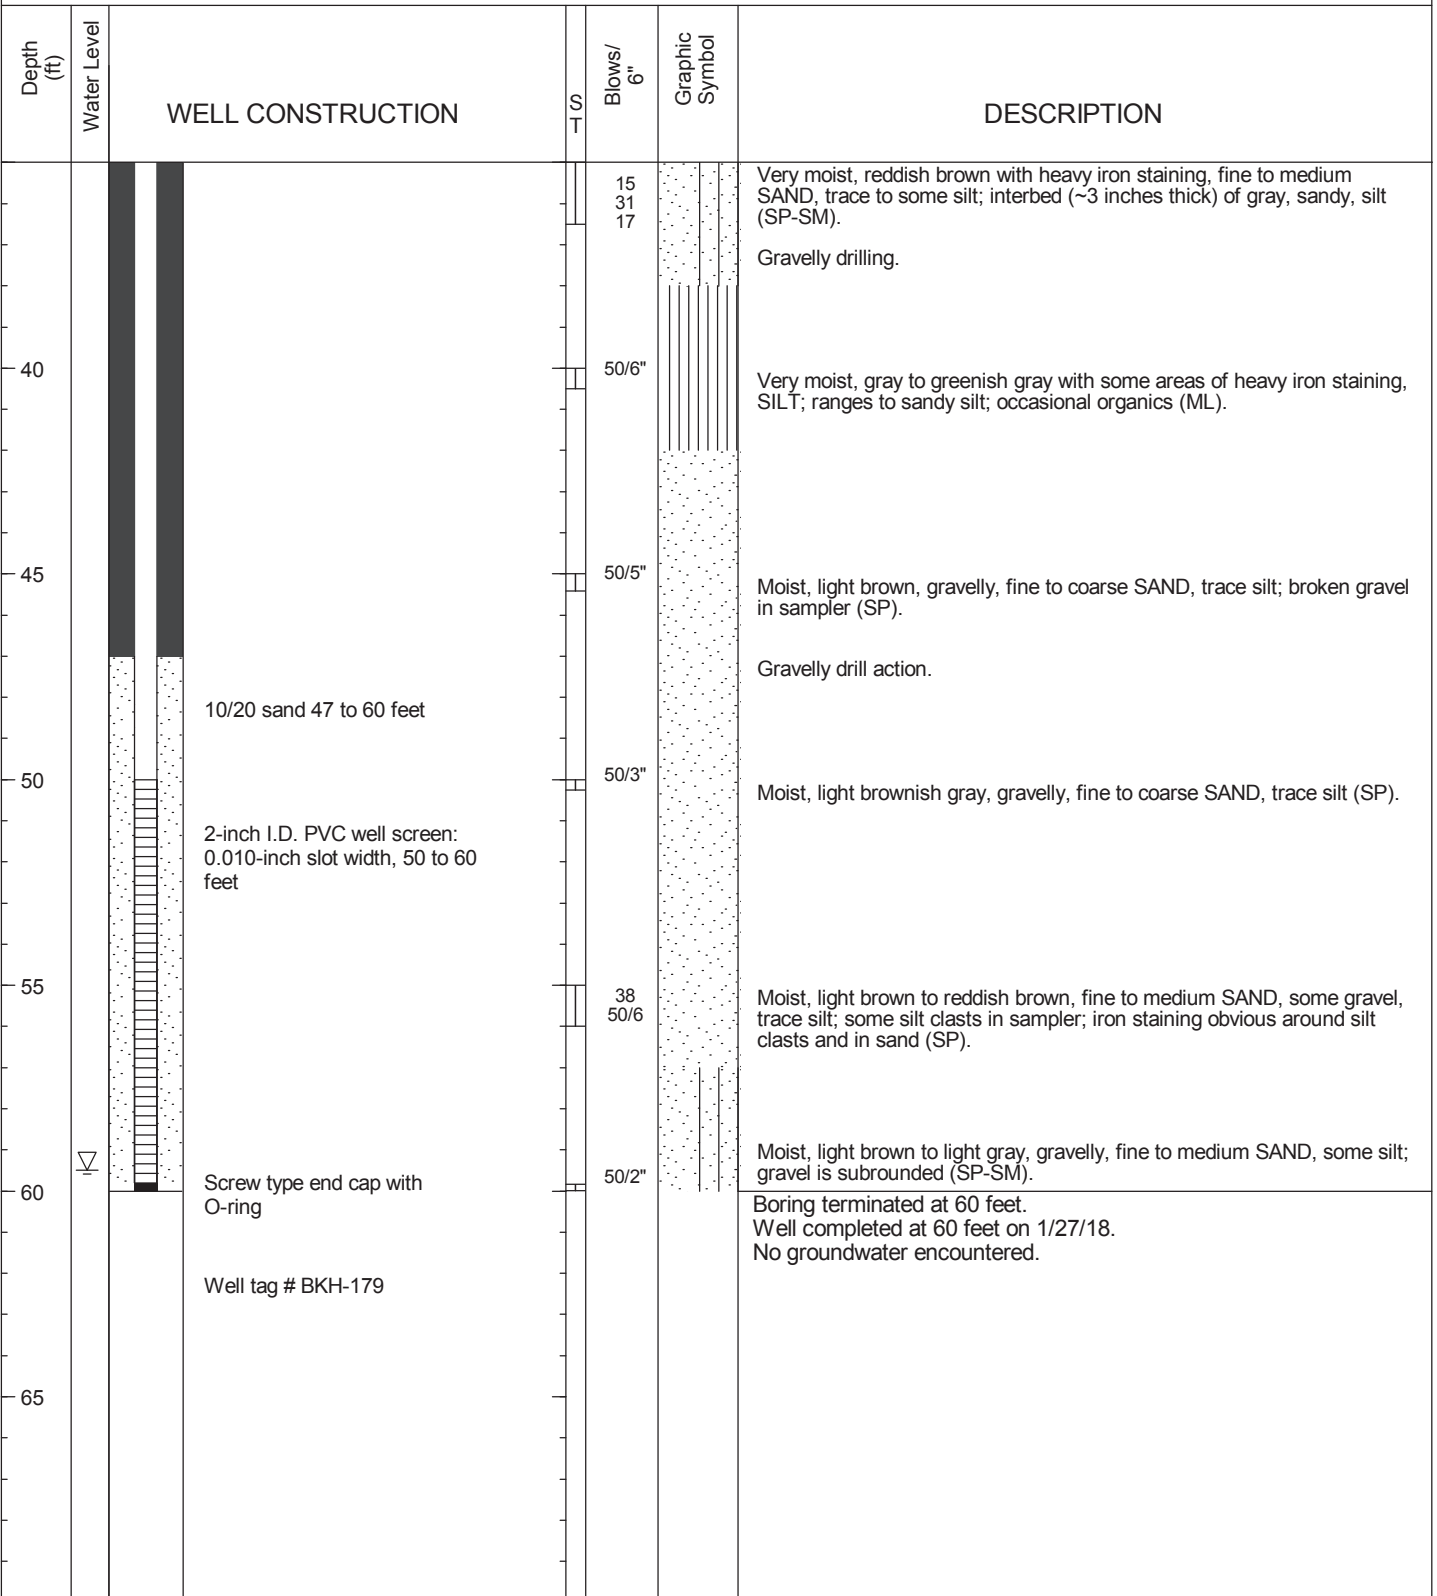 Depth
(ft)
Water Level
WELL CONSTRUCTION
S
T
Blows/
6"
Graphic
Symbol
DESCRIPTION
15
31
17
Very moist, reddish brown with heavy iron staining, fine to medium
SAND, trace to some silt; interbed (~3 inches thick) of gray, sandy, silt
(SP-SM).
Gravelly drilling.
40
50/6"
Very moist, gray to greenish gray with some areas of heavy iron staining,
SILT; ranges to sandy silt; occasional organics (ML).
45
50/5"
Moist, light brown, gravelly, fine to coarse SAND, trace silt; broken gravel
in sampler (SP).
Gravelly drill action.
10/20 sand 47 to 60 feet
50
50/3"
Moist, light brownish gray, gravelly, fine to coarse SAND, trace silt (SP).
2-inch I.D. PVC well screen:
0.010-inch slot width, 50 to 60
feet
55
38
50/6
Moist, light brown to reddish brown, fine to medium SAND, some gravel,
trace silt; some silt clasts in sampler; iron staining obvious around silt
clasts and in sand (SP).
Moist, light brown to light gray, gravelly, fine to medium SAND, some silt;
gravel is subrounded (SP-SM).
50/2"
60
Screw type end cap with
O-ring
Boring terminated at 60 feet.
Well completed at 60 feet on 1/27/18.
No groundwater encountered.
Well tag # BKH-179
65